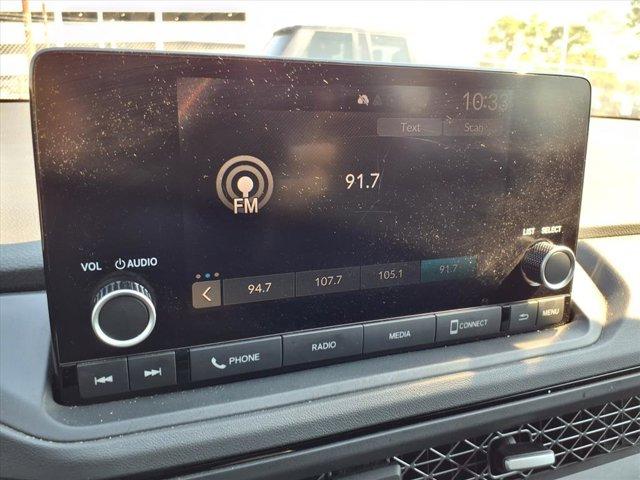 10:33
Text Scan
91.7
FM
LIST SELECT
VOL AUDIO
94.7 107.7 105.1 91.7
PHONE RADIO MEDIA CONNECT MENU